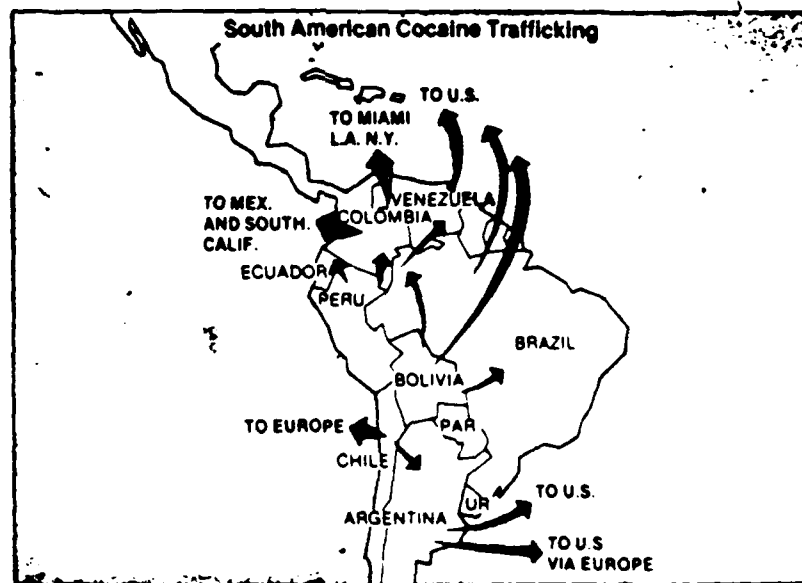 South American Cocaine Trafficking
TO U.S.
TO MIAMI
L.A. N.Y.
VENEZUELA
TO MEX.
AND SOUTH.
CALIF.
COLOMBIA
ECUADOR
PERU
BRAZIL
BOLIVIA
TO EUROPE
PAR
CHILE
UR
TO U.S.
ARGENTINA
TO U.S
VIA EUROPE